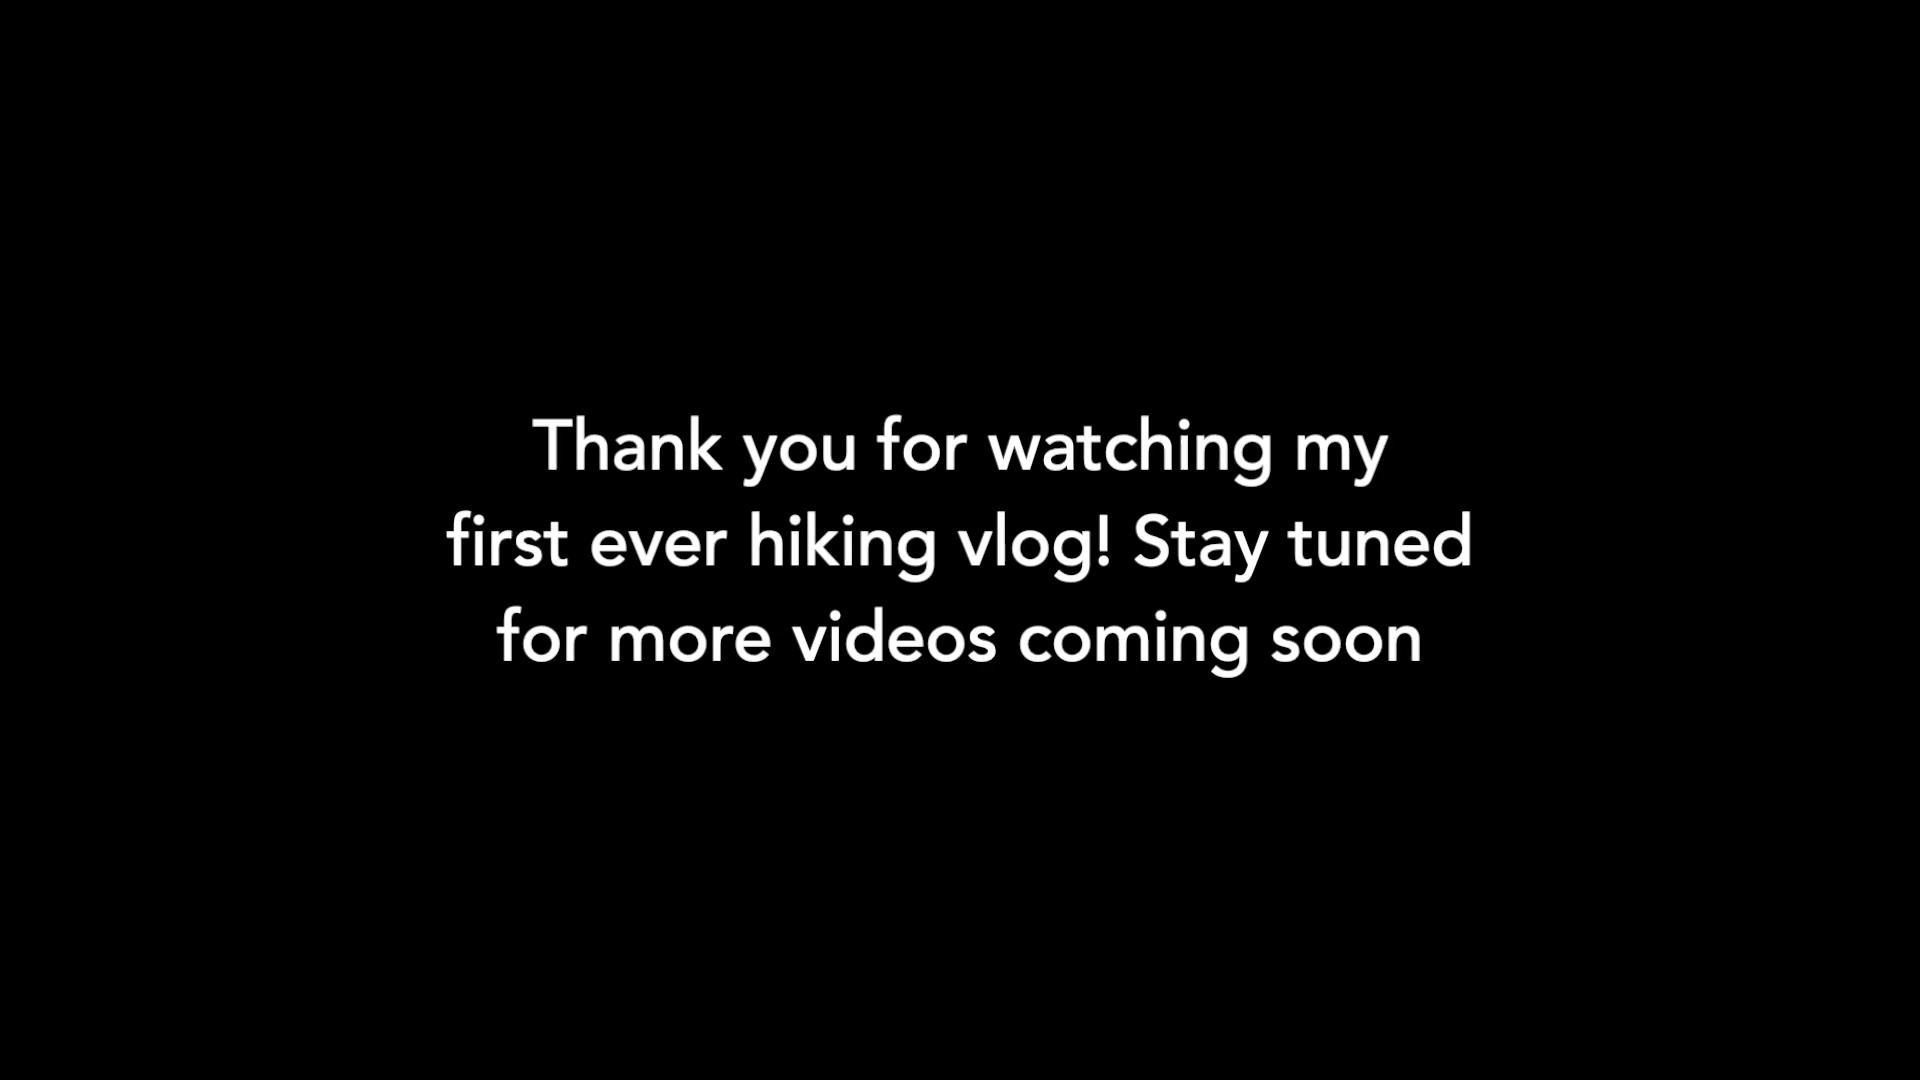 Thank you for watching my
first ever hiking vlog! Stay tuned
for more videos coming soon